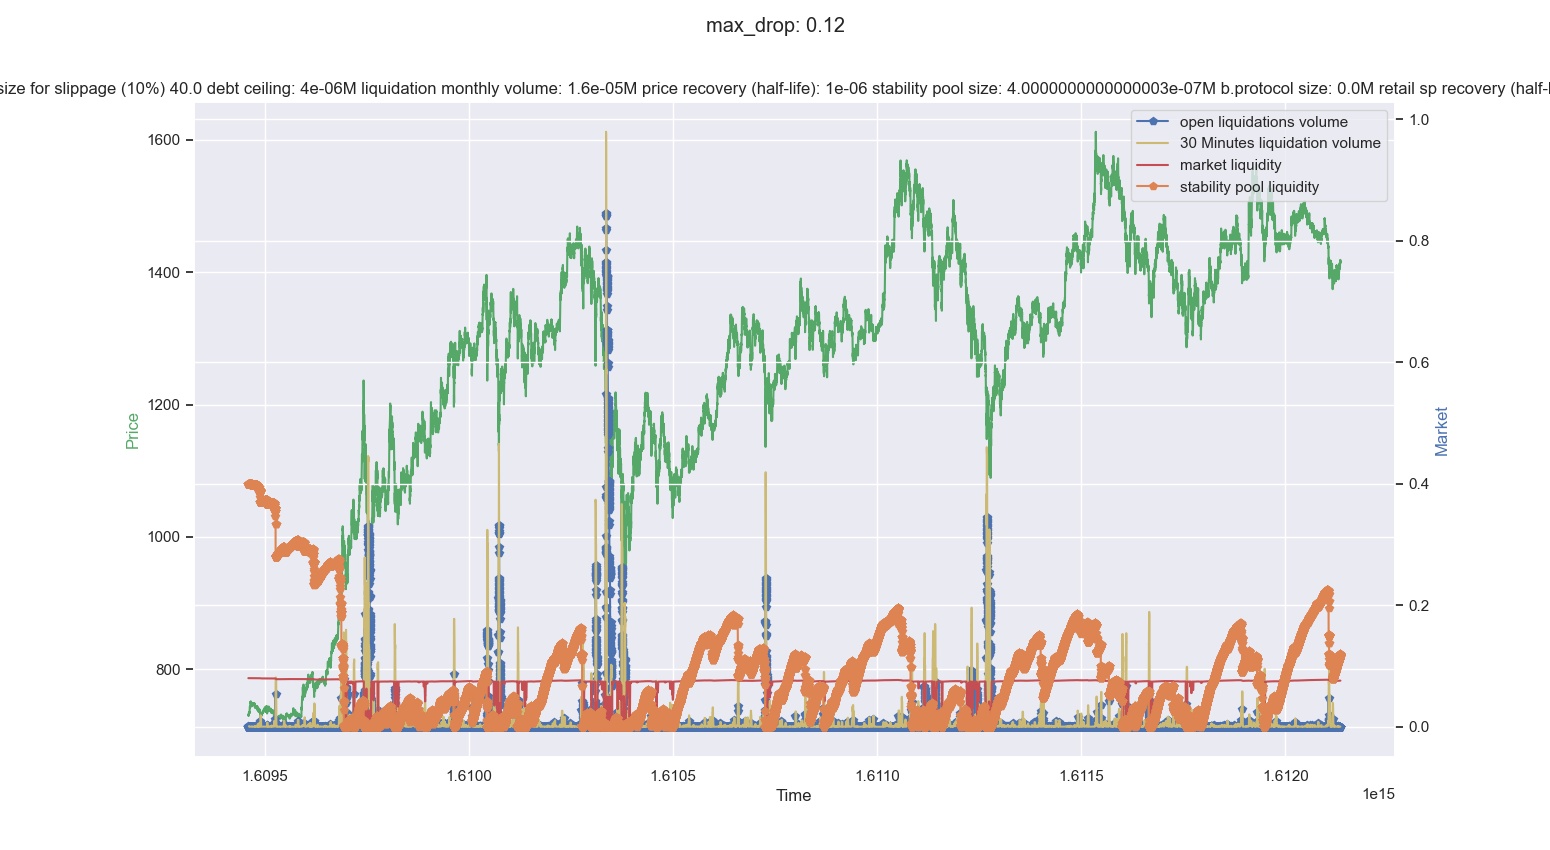 max_drop: 0.12
size for slippage (10%) 40.0 debt ceiling: 4e-06M liquidation monthly volume: 1.6e-05M price recovery (half-life): 1e-06 stability pool size: 4.0000000000000003e-07M b.protocol size: 0.0M retail sp recovery (half-l
open liquidations volume
30 Minutes liquidation volume
market liquidity
stability pool liquidity
1600
1400
1200
1000
800
Price
1.0
0.8
0.6
0.4
0.2
0.0
Market
1.6095 1.6100 1.6105 1.6110 1.6115 1.6120
1e15
Time